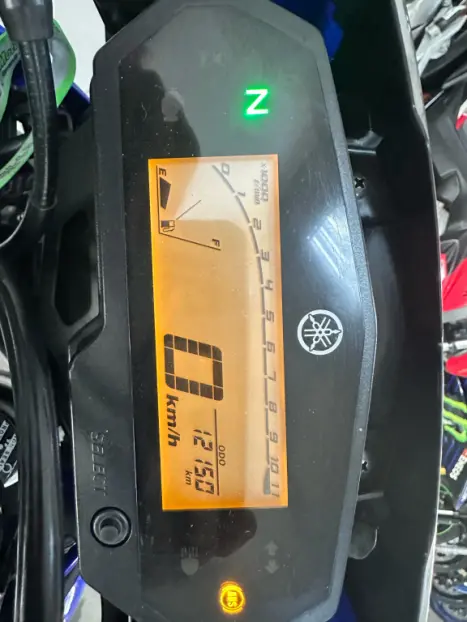 N
x1000
r/min
0 1 2 3 4 5 6 7 8 9 10 11
E F
0 km/h
ODO
12150
km
SELECT
ABS